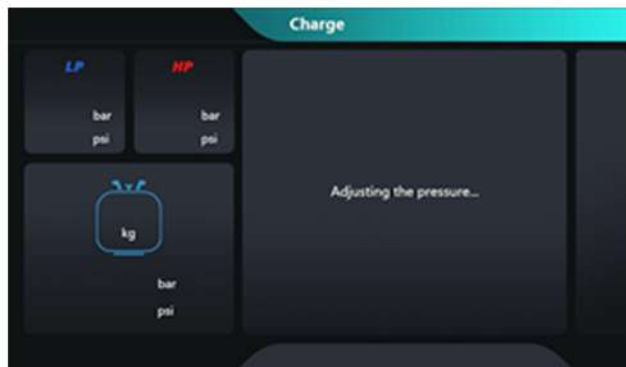 Charge
LP
HP
bar
bar
psi
psi
Adjusting the pressure...
kg
bar
psi